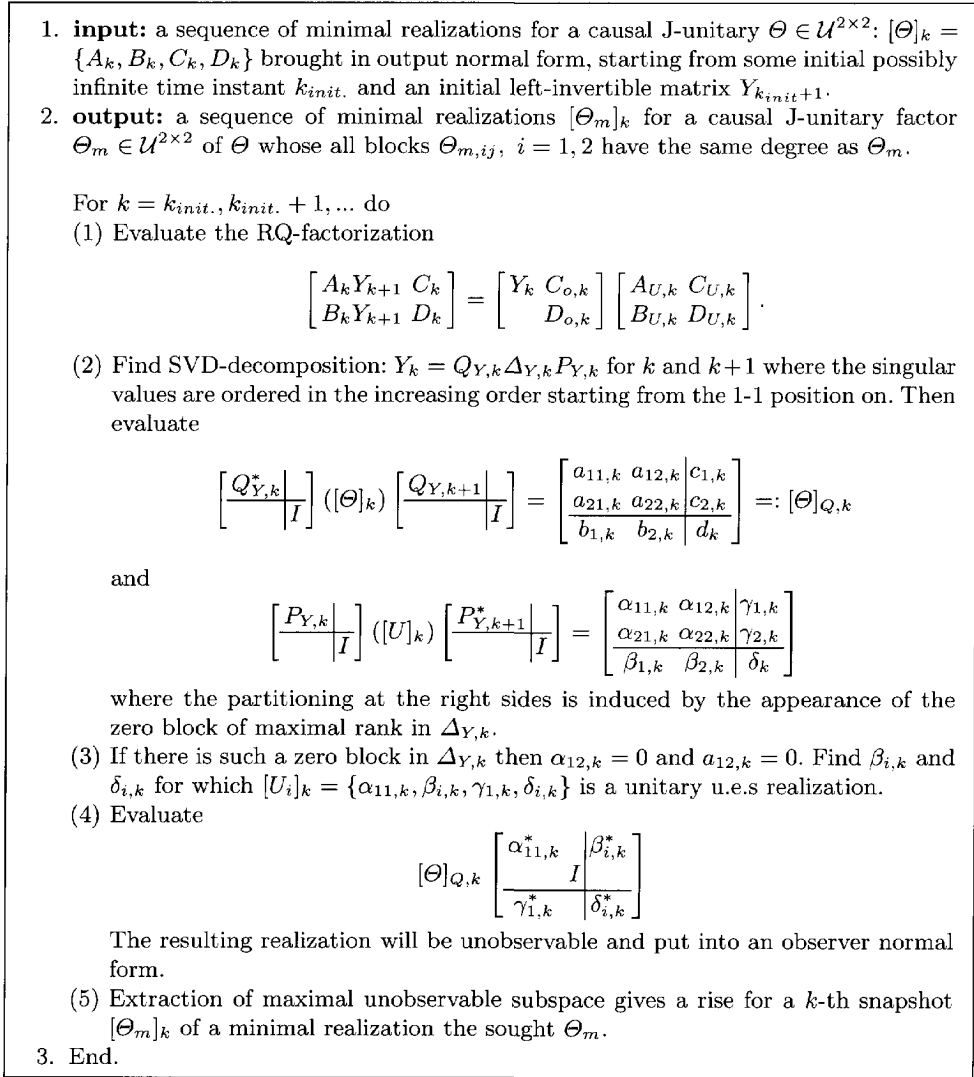 1. input: a sequence of minimal realizations for a causal J-unitary Θ ∈ 𝒰^{2×2}: [Θ]_k =
{A_k, B_k, C_k, D_k} brought in output normal form, starting from some initial possibly
infinite time instant k_{init.} and an initial left-invertible matrix Y_{k_{init}+1}.
2. output: a sequence of minimal realizations [Θ_m]_k for a causal J-unitary factor
Θ_m ∈ 𝒰^{2×2} of Θ whose all blocks Θ_{m,ij}, i = 1, 2 have the same degree as Θ_m.
For k = k_{init.}, k_{init.} + 1, ... do
(1) Evaluate the RQ-factorization
[A_k Y_{k+1} C_k; B_k Y_{k+1} D_k] = [Y_k C_{o,k}; D_{o,k}] [A_{U,k} C_{U,k}; B_{U,k} D_{U,k}].
(2) Find SVD-decomposition: Y_k = Q_{Y,k} Δ_{Y,k} P_{Y,k} for k and k+1 where the singular
values are ordered in the increasing order starting from the 1-1 position on. Then
evaluate
[Q^*_{Y,k} | ; | I] ([Θ]_k) [Q_{Y,k+1} | ; | I] = [a_{11,k} a_{12,k} | c_{1,k}; a_{21,k} a_{22,k} | c_{2,k}; b_{1,k} b_{2,k} | d_k] =: [Θ]_{Q,k}
and
[P_{Y,k} | ; | I] ([U]_k) [P^*_{Y,k+1} | ; | I] = [α_{11,k} α_{12,k} | γ_{1,k}; α_{21,k} α_{22,k} | γ_{2,k}; β_{1,k} β_{2,k} | δ_k]
where the partitioning at the right sides is induced by the appearance of the
zero block of maximal rank in Δ_{Y,k}.
(3) If there is such a zero block in Δ_{Y,k} then α_{12,k} = 0 and a_{12,k} = 0. Find β_{i,k} and
δ_{i,k} for which [U_i]_k = {α_{11,k}, β_{i,k}, γ_{1,k}, δ_{i,k}} is a unitary u.e.s realization.
(4) Evaluate
[Θ]_{Q,k} [α^*_{11,k} | β^*_{i,k}; I | ; γ^*_{1,k} | δ^*_{i,k}]
The resulting realization will be unobservable and put into an observer normal
form.
(5) Extraction of maximal unobservable subspace gives a rise for a k-th snapshot
[Θ_m]_k of a minimal realization the sought Θ_m.
3. End.